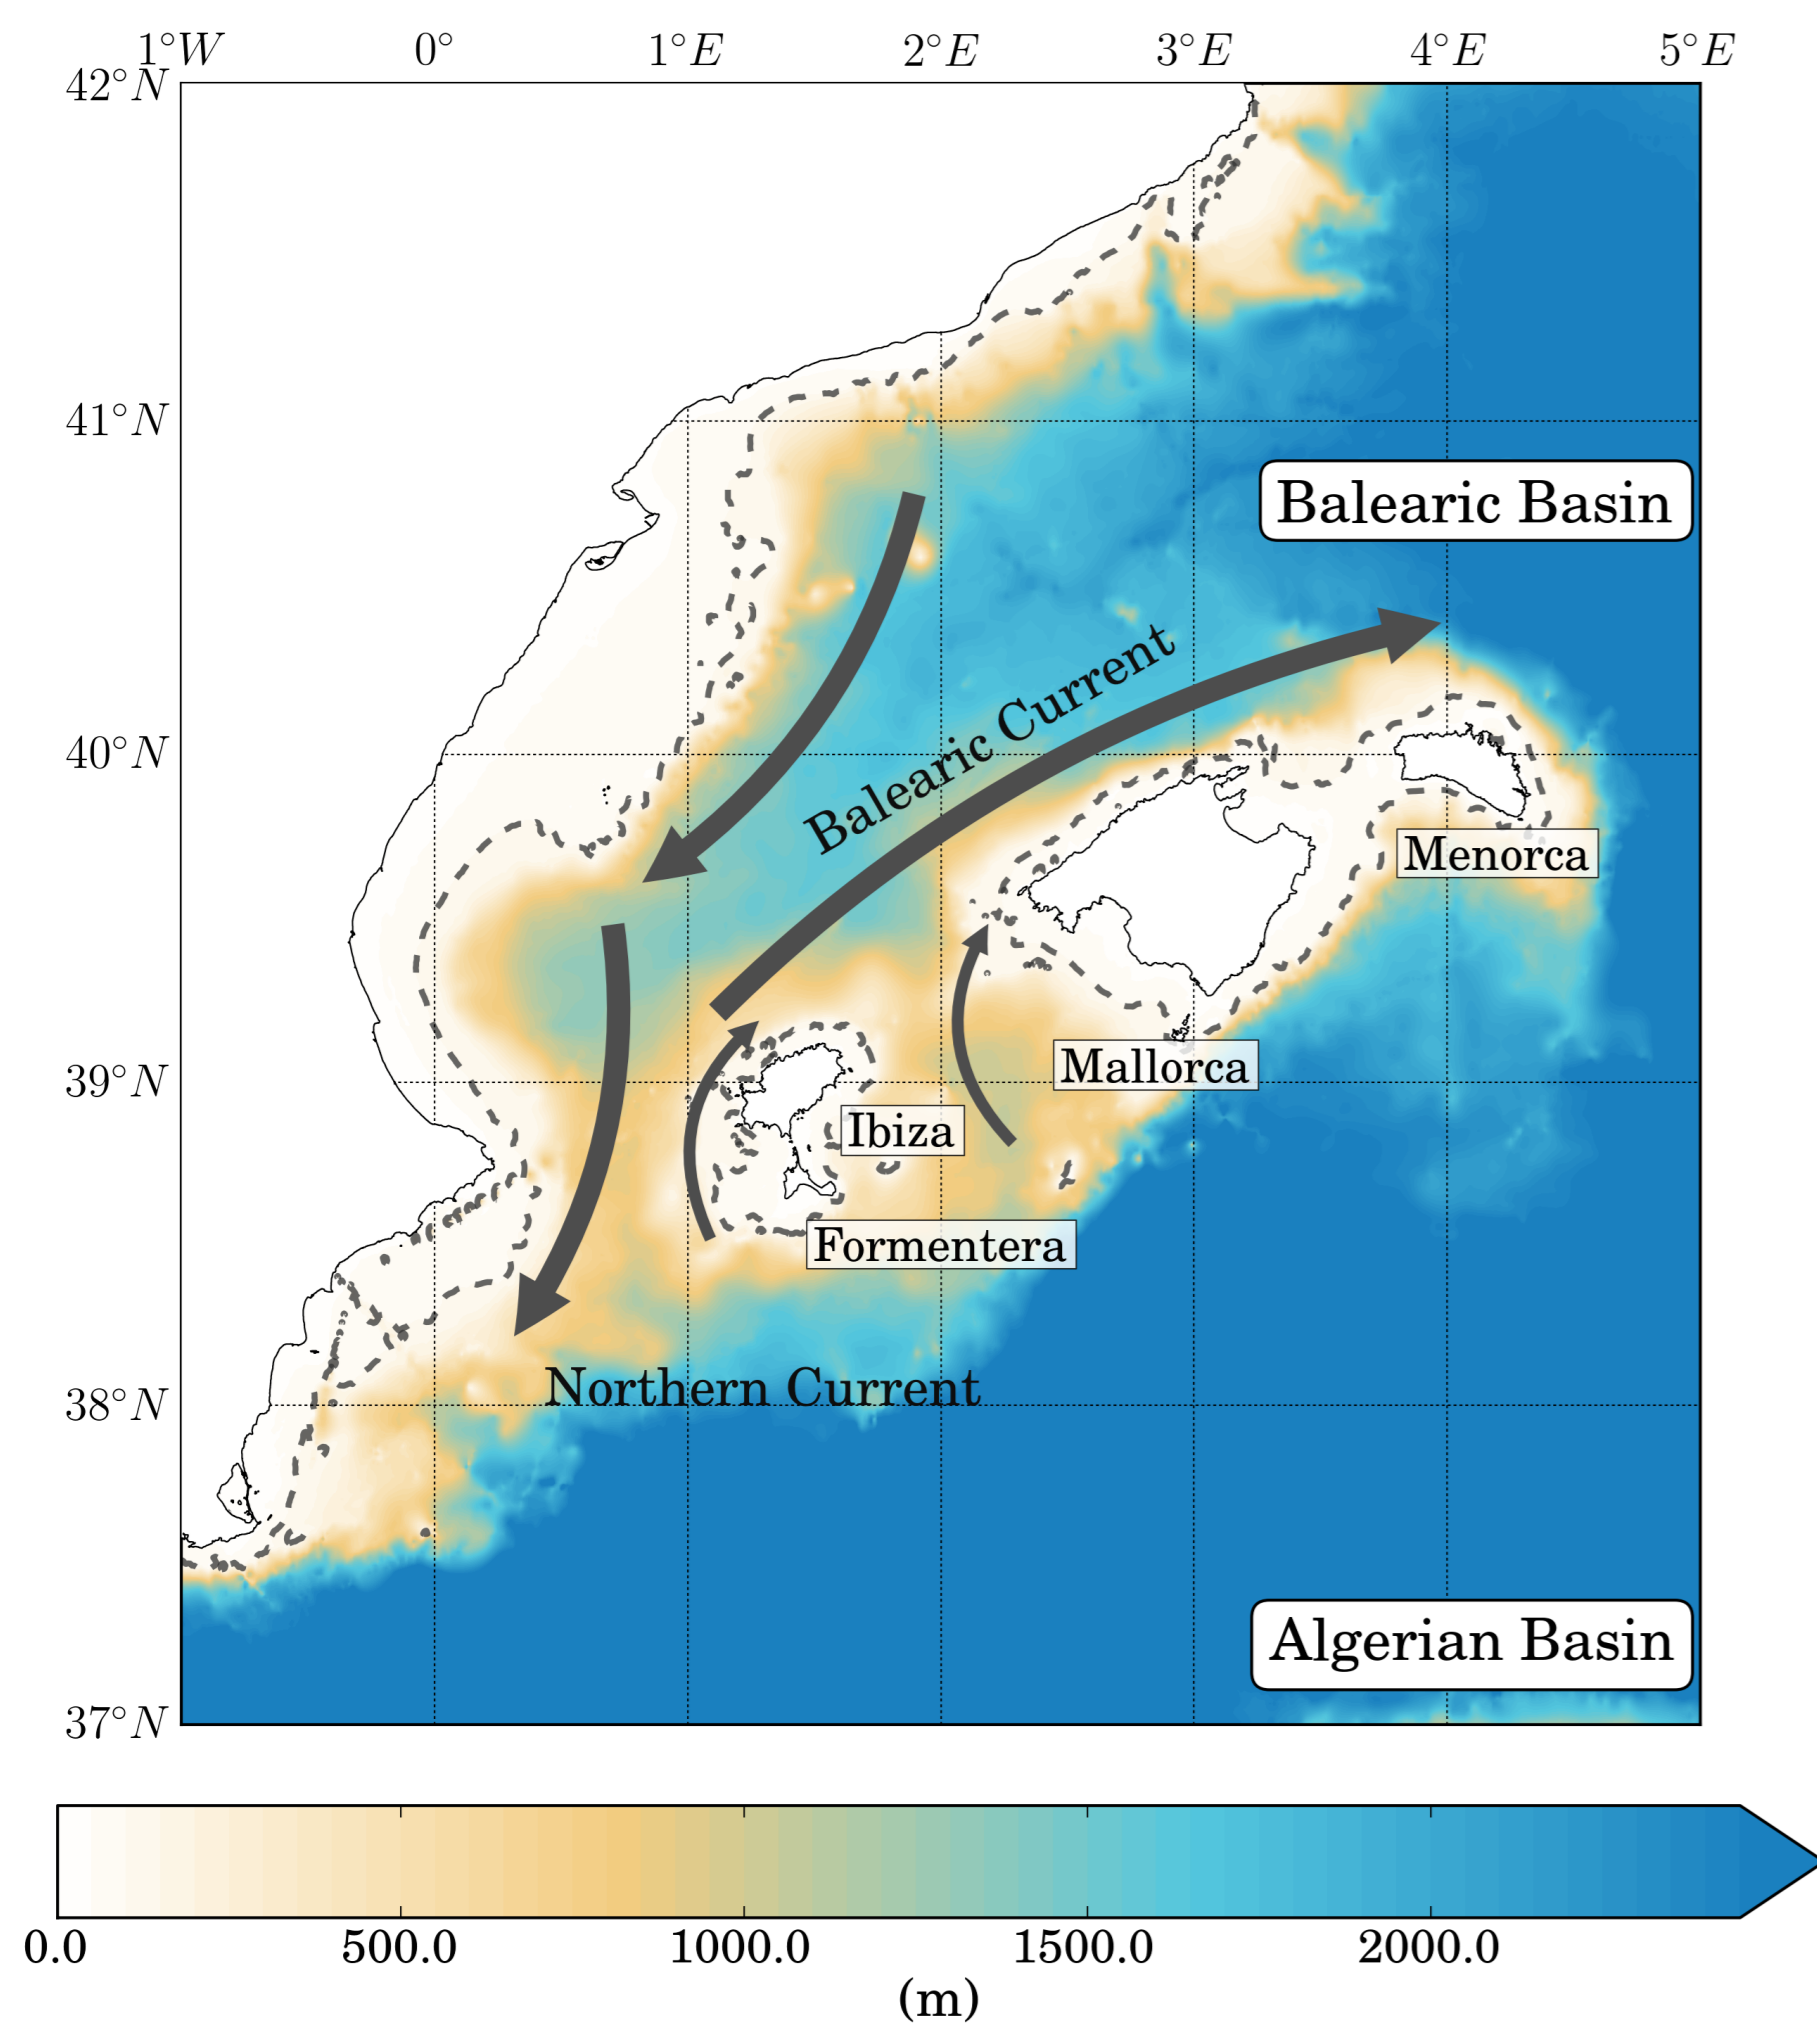 1°W 0° 1°E 2°E 3°E 4°E 5°E
42°N
41°N
Balearic Basin
Balearic Current
40°N
Menorca
Mallorca
39°N
Ibiza
Formentera
Northern Current
38°N
Algerian Basin
37°N
0.0 500.0 1000.0 1500.0 2000.0
(m)